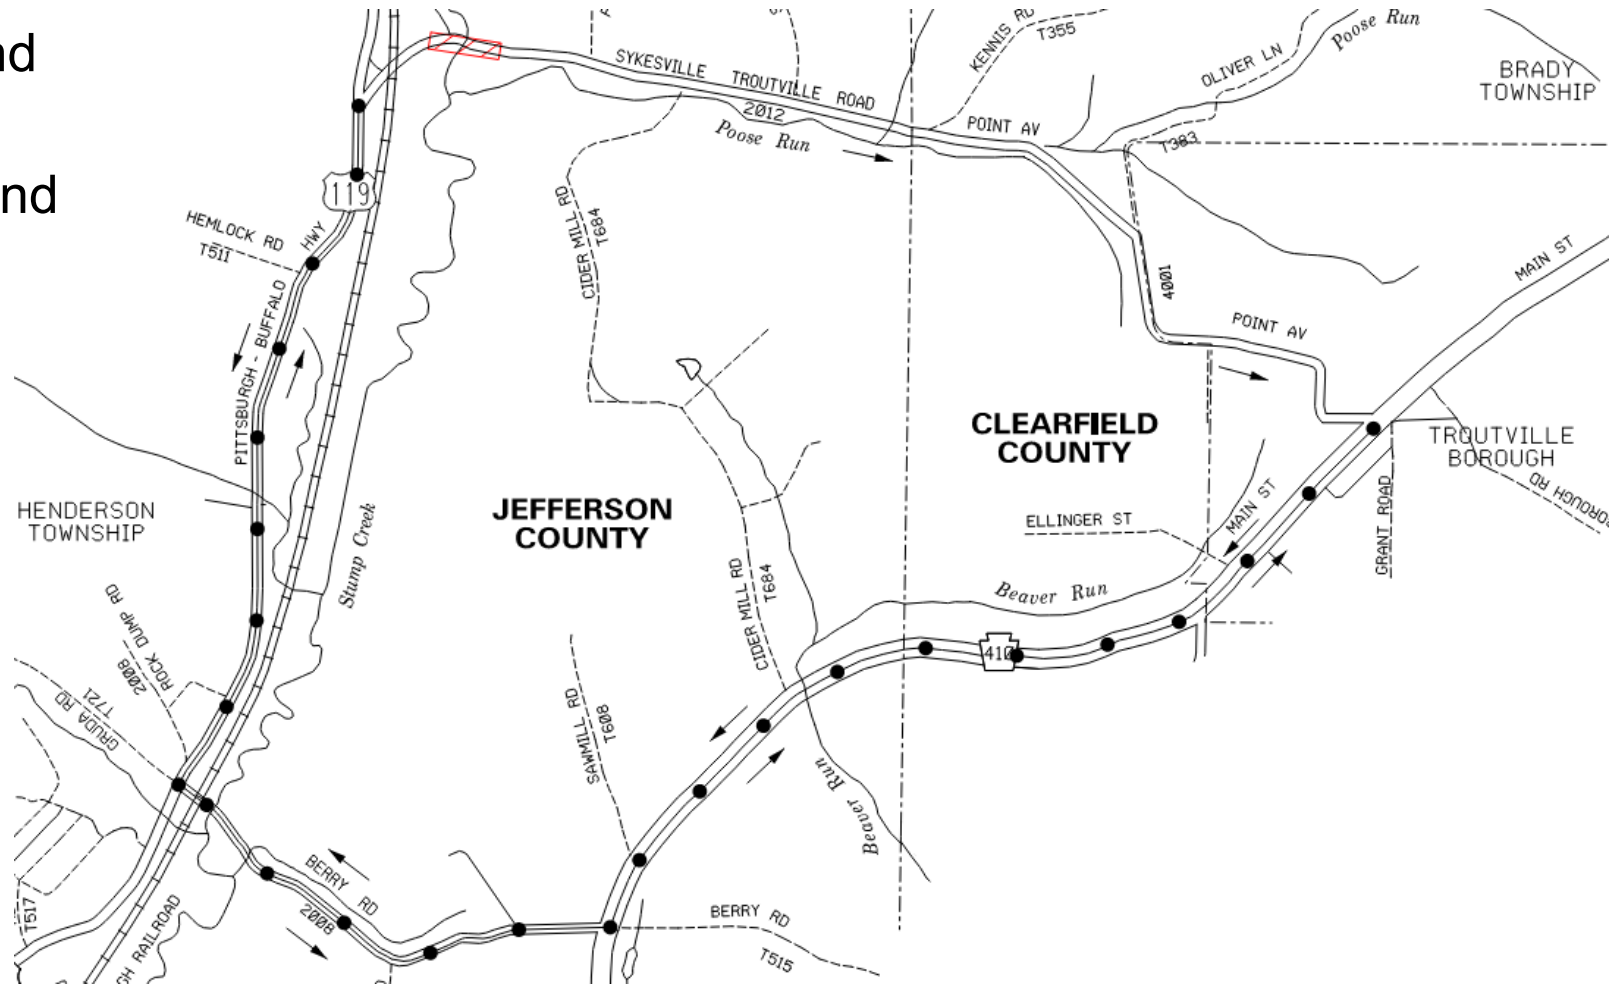 nd
nd
SYKESVILLE TROUTVILLE ROAD
2012
Poose Run
KENNIS RD
T355
OLIVER LN
Poose Run
BRADY
TOWNSHIP
POINT AV
T383
119
HEMLOCK RD
T511
PITTSBURGH - BUFFALO HWY
CIDER MILL RD
T684
4001
MAIN ST
POINT AV
CLEARFIELD
COUNTY
TROUTVILLE
BOROUGH
BOROUGH RD
GRANT ROAD
HENDERSON
TOWNSHIP
JEFFERSON
COUNTY
Stump Creek
ELLINGER ST
MAIN ST
Beaver Run
CIDER MILL RD
T684
410
ROCK DUMP RD
2008
GRUDA RD
T721
SAWMILL RD
T608
Beaver Run
BERRY RD
2008
BERRY RD
T515
T517
GH RAILROAD